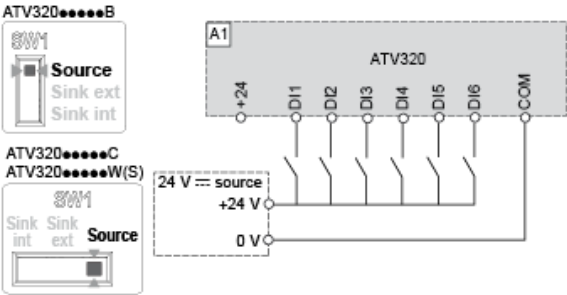 ATV320●●●●●B
SW1
Source
Sink ext
Sink int
ATV320●●●●●C
ATV320●●●●●W(S)
SW1
Sink int
Sink ext
Source
A1
ATV320
+24
DI1
DI2
DI3
DI4
DI5
DI6
COM
24 V ⎓ source
+24 V
0 V